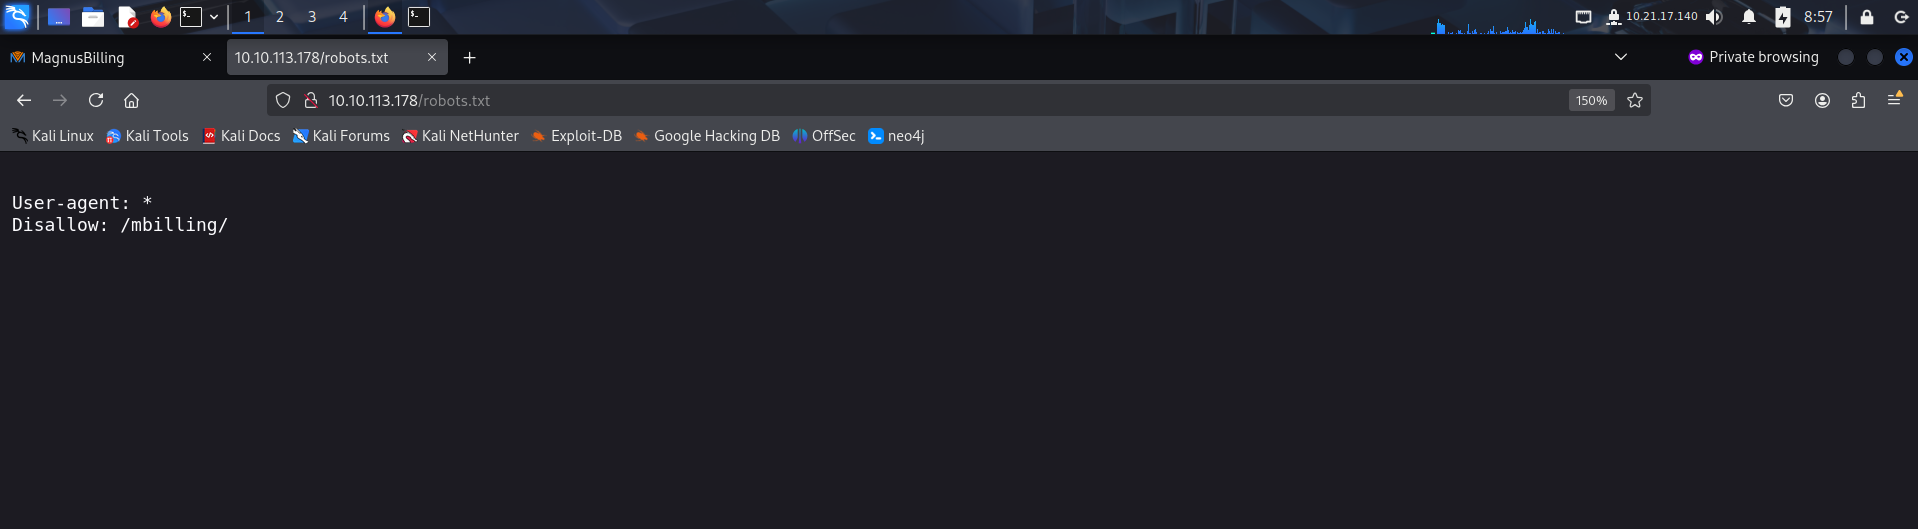 1 2 3 4 10.21.17.140 8:57
MagnusBilling 10.10.113.178/robots.txt Private browsing
10.10.113.178/robots.txt 150%
Kali Linux Kali Tools Kali Docs Kali Forums Kali NetHunter Exploit-DB Google Hacking DB OffSec neo4j
User-agent: *
Disallow: /mbilling/